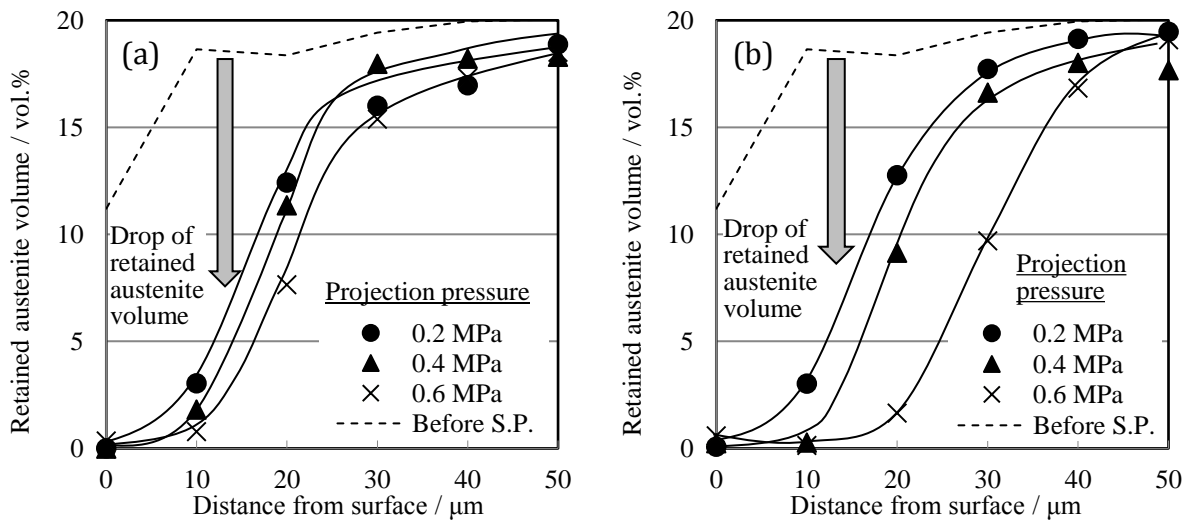 Retained austenite volume / vol.%
20
15
10
5
0
(a)
Drop of
retained
austenite
volume
Projection pressure
0.2 MPa
0.4 MPa
0.6 MPa
Before S.P.
0 10 20 30 40 50
Distance from surface / μm
Retained austenite volume / vol.%
20
15
10
5
0
(b)
Drop of
retained
austenite
volume
Projection
pressure
0.2 MPa
0.4 MPa
0.6 MPa
Before S.P.
0 10 20 30 40 50
Distance from surface / μm